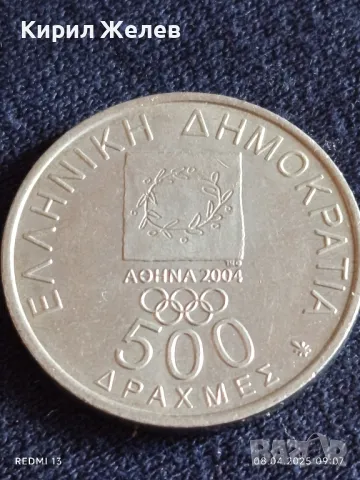 Кирил Желев
ΕΛΛΗΝΙΚΗ ΔΗΜΟΚΡΑΤΙΑ
ΑΘΗΝΑ 2004
500
ΔΡΑΧΜΕΣ
REDMI 13
08.04.2025 09:07